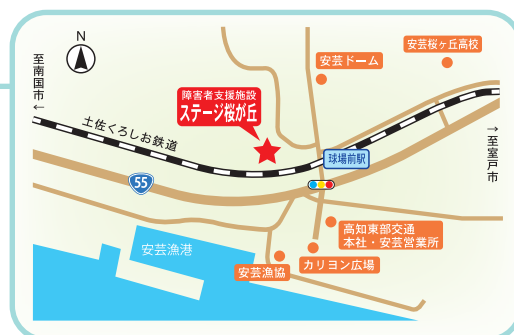 N
至南国市←
安芸ドーム
安芸桜ケ丘高校
障害者支援施設
ステージ桜が丘
土佐くろしお鉄道
球場前駅
→至室戸市
55
高知東部交通
本社・安芸営業所
安芸漁港
安芸漁協
カリヨン広場